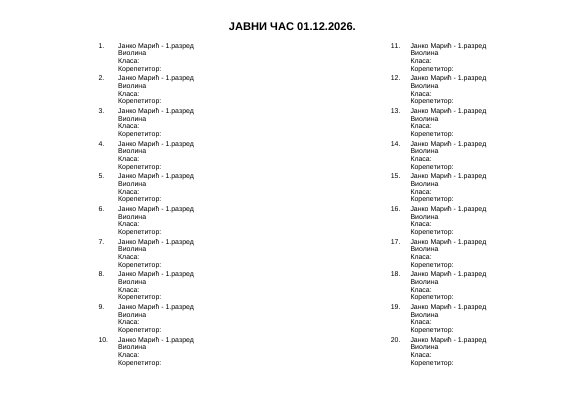 ЈАВНИ ЧАС 01.12.2026.
1. Јанко Марић - 1.разред
Виолина
Класа:
Корепетитор:
2. Јанко Марић - 1.разред
Виолина
Класа:
Корепетитор:
3. Јанко Марић - 1.разред
Виолина
Класа:
Корепетитор:
4. Јанко Марић - 1.разред
Виолина
Класа:
Корепетитор:
5. Јанко Марић - 1.разред
Виолина
Класа:
Корепетитор:
6. Јанко Марић - 1.разред
Виолина
Класа:
Корепетитор:
7. Јанко Марић - 1.разред
Виолина
Класа:
Корепетитор:
8. Јанко Марић - 1.разред
Виолина
Класа:
Корепетитор:
9. Јанко Марић - 1.разред
Виолина
Класа:
Корепетитор:
10. Јанко Марић - 1.разред
Виолина
Класа:
Корепетитор:
11. Јанко Марић - 1.разред
Виолина
Класа:
Корепетитор:
12. Јанко Марић - 1.разред
Виолина
Класа:
Корепетитор:
13. Јанко Марић - 1.разред
Виолина
Класа:
Корепетитор:
14. Јанко Марић - 1.разред
Виолина
Класа:
Корепетитор:
15. Јанко Марић - 1.разред
Виолина
Класа:
Корепетитор:
16. Јанко Марић - 1.разред
Виолина
Класа:
Корепетитор:
17. Јанко Марић - 1.разред
Виолина
Класа:
Корепетитор:
18. Јанко Марић - 1.разред
Виолина
Класа:
Корепетитор:
19. Јанко Марић - 1.разред
Виолина
Класа:
Корепетитор:
20. Јанко Марић - 1.разред
Виолина
Класа:
Корепетитор: